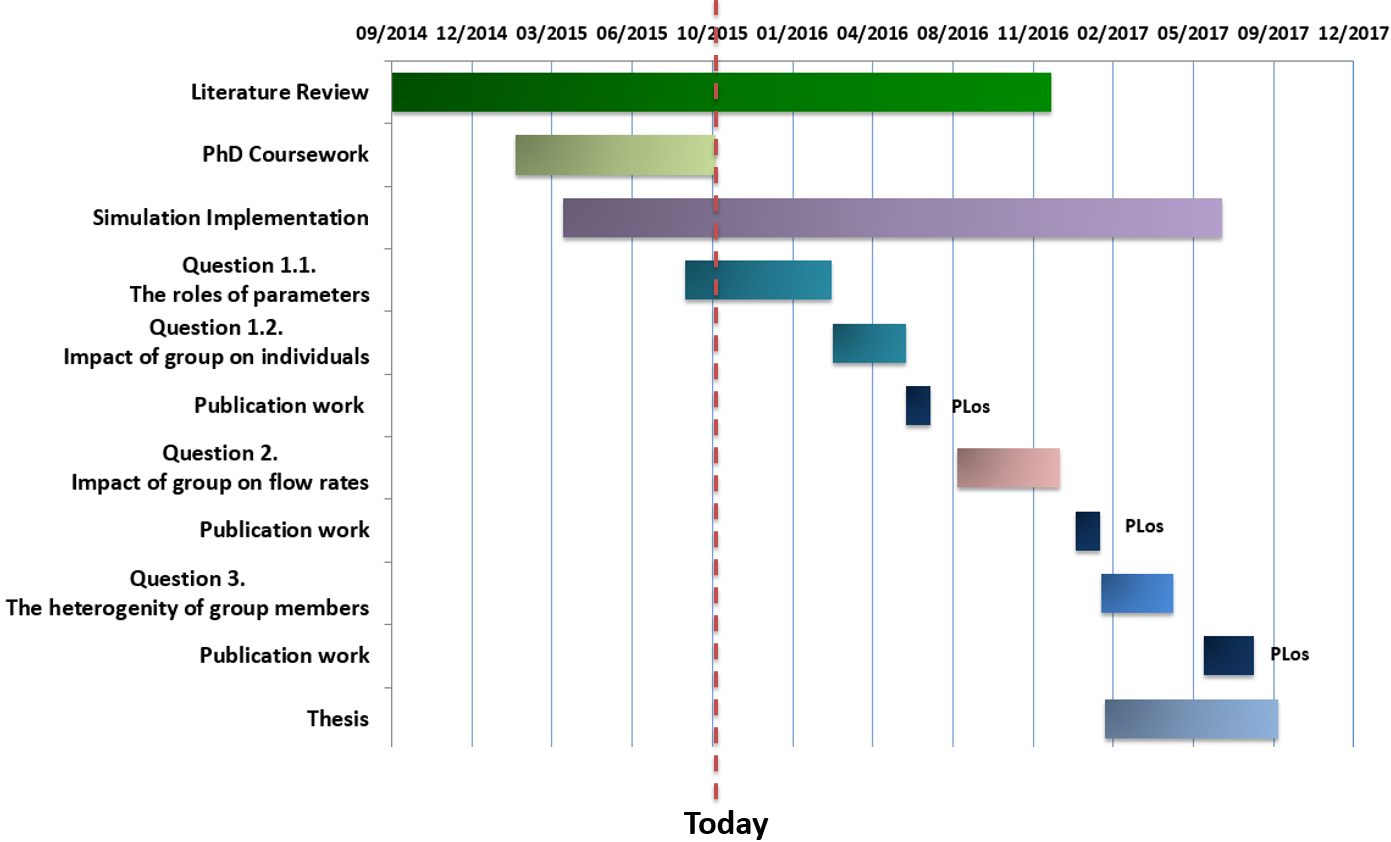 09/2014 12/2014 03/2015 06/2015 10/2015 01/2016 04/2016 08/2016 11/2016 02/2017 05/2017 09/2017 12/2017
Literature Review
PhD Coursework
Simulation Implementation
Question 1.1.
The roles of parameters
Question 1.2.
Impact of group on individuals
Publication work PLos
Question 2.
Impact of group on flow rates
Publication work PLos
Question 3.
The heterogenity of group members
Publication work PLos
Thesis
Today